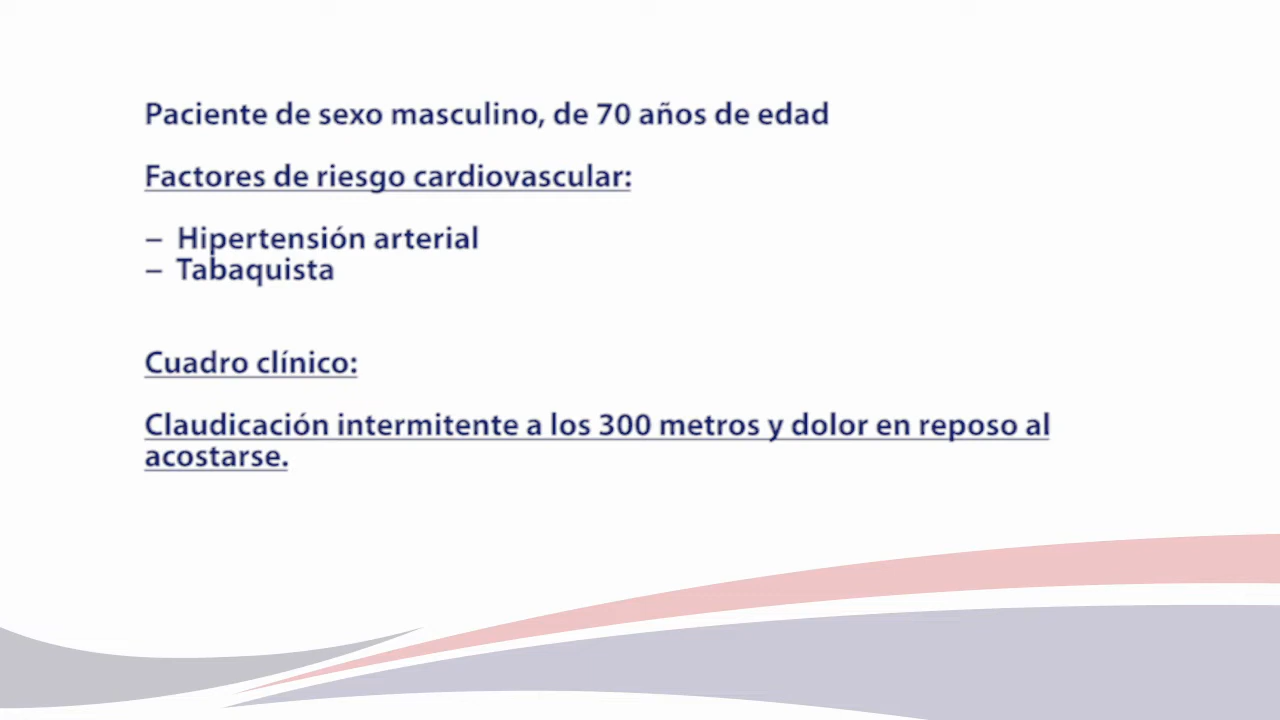 Paciente de sexo masculino, de 70 años de edad
Factores de riesgo cardiovascular:
– Hipertensión arterial
– Tabaquista
Cuadro clínico:
Claudicación intermitente a los 300 metros y dolor en reposo al
acostarse.